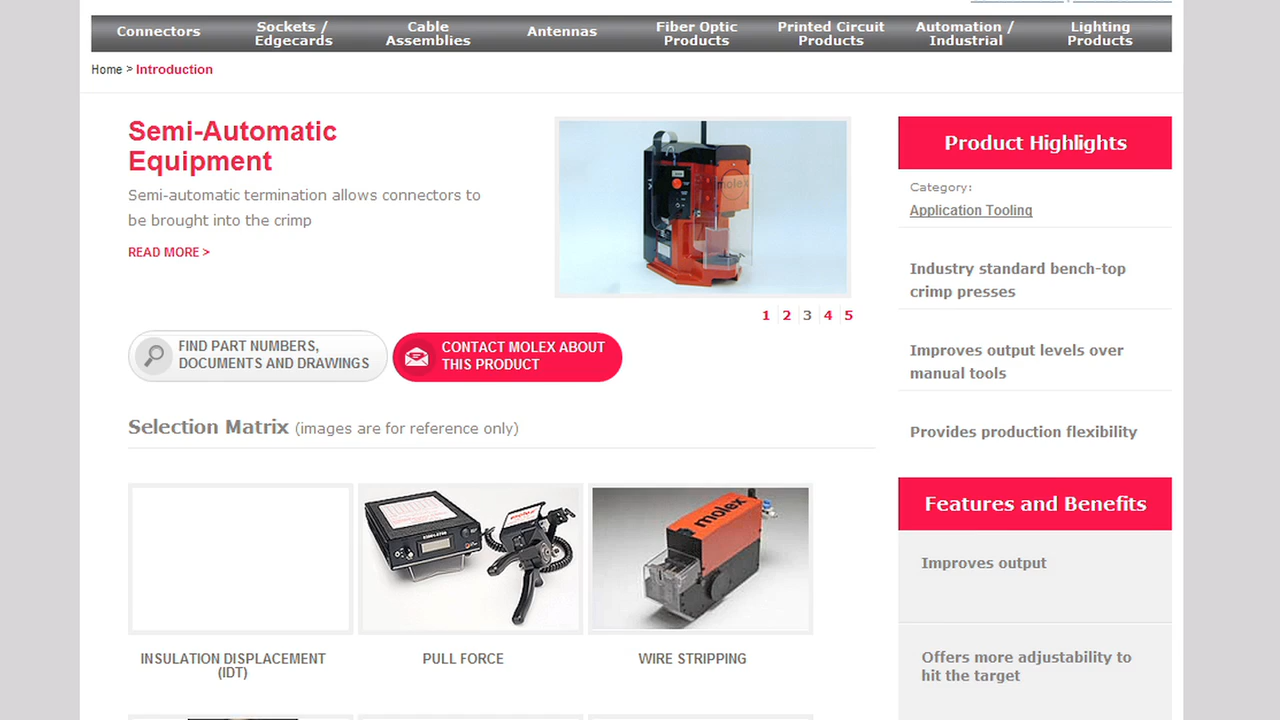 Connectors
Sockets /
Edgecards
Cable
Assemblies
Antennas
Fiber Optic
Products
Printed Circuit
Products
Automation /
Industrial
Lighting
Products
Home > Introduction
Semi-Automatic
Equipment
Semi-automatic termination allows connectors to
be brought into the crimp
READ MORE >
molex
1 2 3 4 5
FIND PART NUMBERS,
DOCUMENTS AND DRAWINGS
CONTACT MOLEX ABOUT
THIS PRODUCT
Selection Matrix (images are for reference only)
molex
molex
INSULATION DISPLACEMENT
(IDT)
PULL FORCE
WIRE STRIPPING
Product Highlights
Category:
Application Tooling
Industry standard bench-top
crimp presses
Improves output levels over
manual tools
Provides production flexibility
Features and Benefits
Improves output
Offers more adjustability to
hit the target